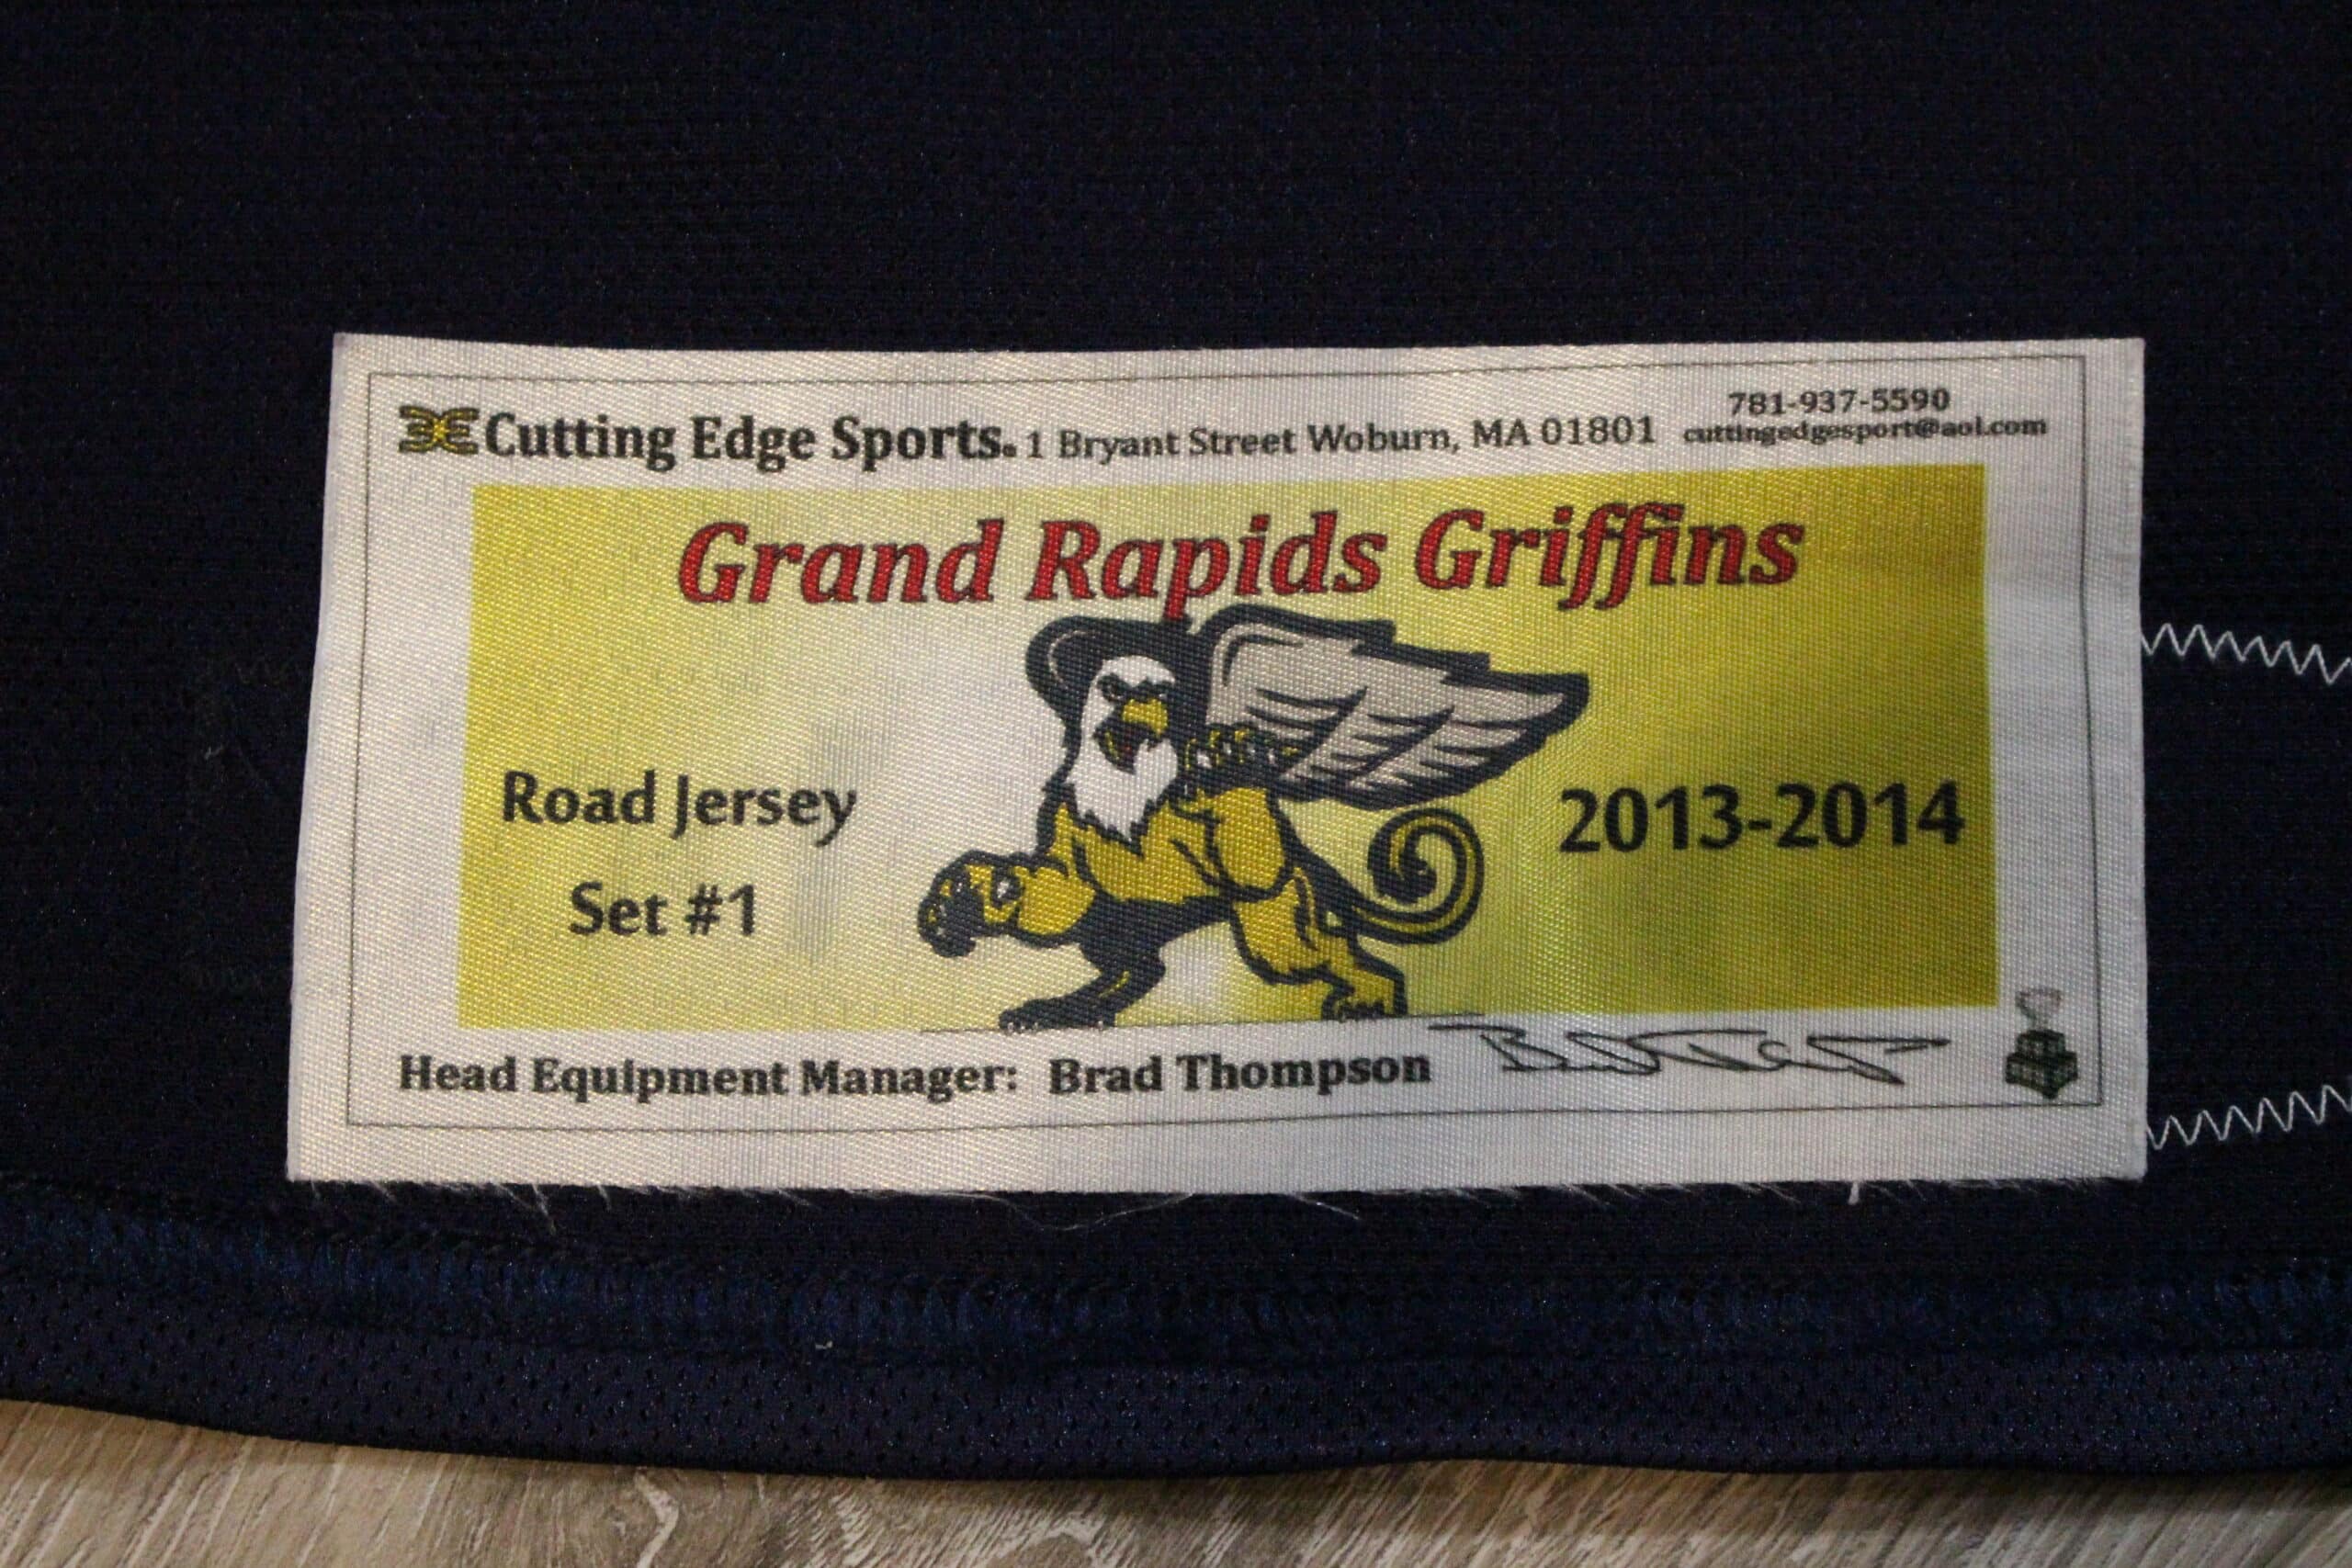 Cutting Edge Sports. 1 Bryant Street Woburn, MA 01801
781-937-5590
cuttingedgesport@aol.com
Grand Rapids Griffins
Road Jersey
Set #1
2013-2014
Head Equipment Manager: Brad Thompson